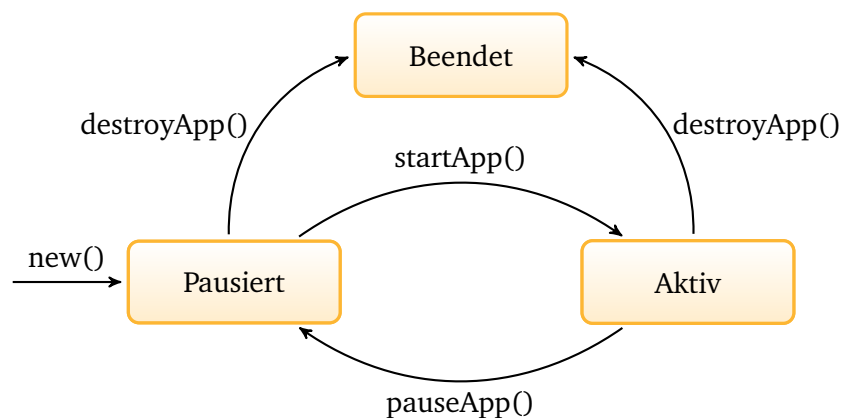 Beendet
destroyApp()
destroyApp()
startApp()
new()
Pausiert
Aktiv
pauseApp()